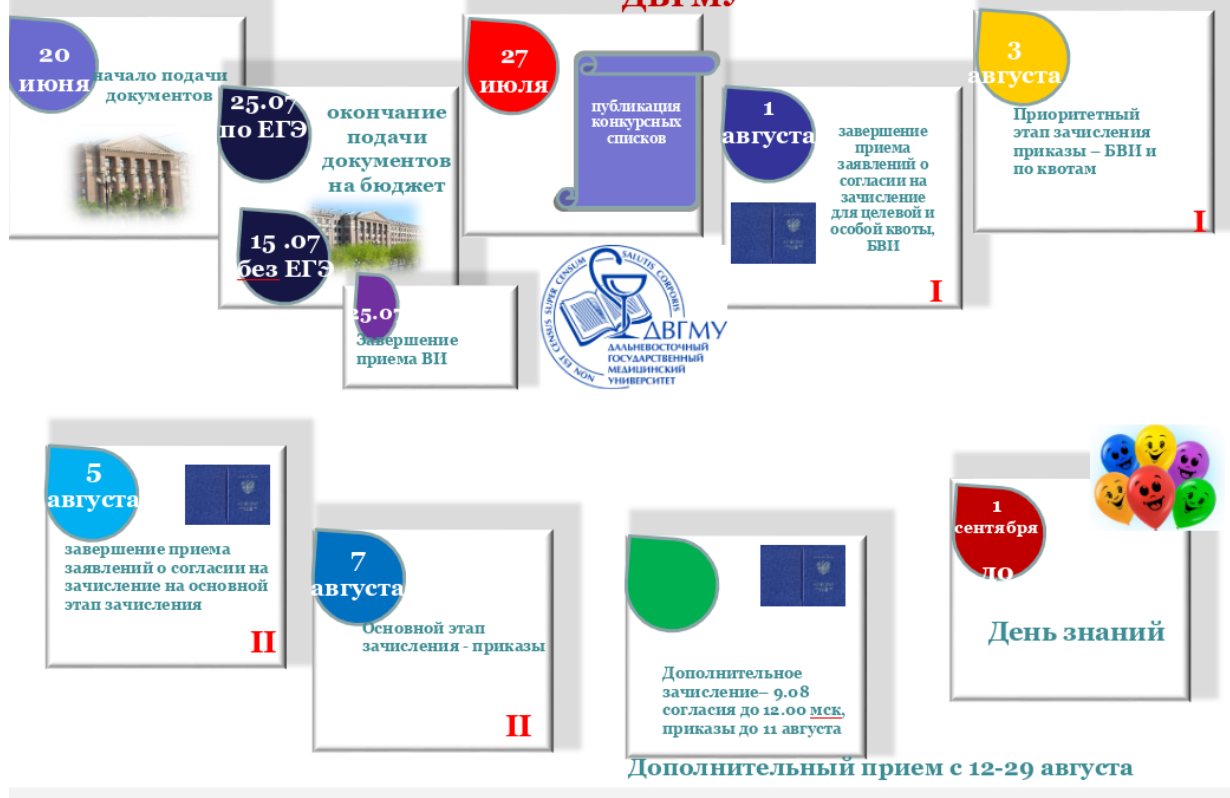 ДВГМУ
20
июня
начало подачи
документов
25.07
по ЕГЭ
окончание
подачи
документов
на бюджет
15 .07
без ЕГЭ
25.07
Завершение
приема ВИ
27
июля
публикация
конкурсных
списков
1
августа
завершение
приема
заявлений о
согласии на
зачисление
для целевой и
особой квоты,
БВИ
I
3
августа
Приоритетный
этап зачисления
приказы – БВИ и
по квотам
I
NON EST CENSUS SUPER CENSUM SALUTIS CORPORIS
ДВГМУ
ДАЛЬНЕВОСТОЧНЫЙ
ГОСУДАРСТВЕННЫЙ
МЕДИЦИНСКИЙ
УНИВЕРСИТЕТ
5
августа
завершение приема
заявлений о согласии на
зачисление на основной
этап зачисления
II
7
августа
Основной этап
зачисления - приказы
II
Дополнительное
зачисление– 9.08
согласия до 12.00 мск,
приказы до 11 августа
1
сентября
до
День знаний
Дополнительный прием с 12-29 августа